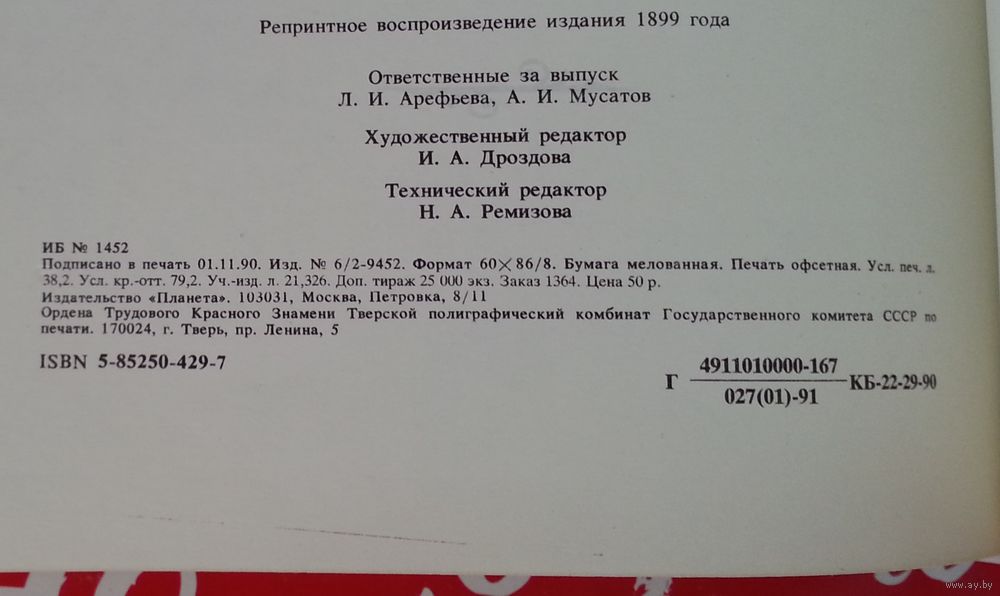 Репринтное воспроизведение издания 1899 года
Ответственные за выпуск
Л. И. Арефьева, А. И. Мусатов
Художественный редактор
И. А. Дроздова
Технический редактор
Н. А. Ремизова
ИБ № 1452
Подписано в печать 01.11.90. Изд. № 6/2-9452. Формат 60×86/8. Бумага мелованная. Печать офсетная. Усл. печ. л.
38,2. Усл. кр.-отт. 79,2. Уч.-изд. л. 21,326. Доп. тираж 25 000 экз. Заказ 1364. Цена 50 р.
Издательство «Планета». 103031, Москва, Петровка, 8/11
Ордена Трудового Красного Знамени Тверской полиграфический комбинат Государственного комитета СССР по
печати. 170024, г. Тверь, пр. Ленина, 5
ISBN 5-85250-429-7
4911010000-167
Г КБ-22-29-90
027(01)-91
www.ay.by